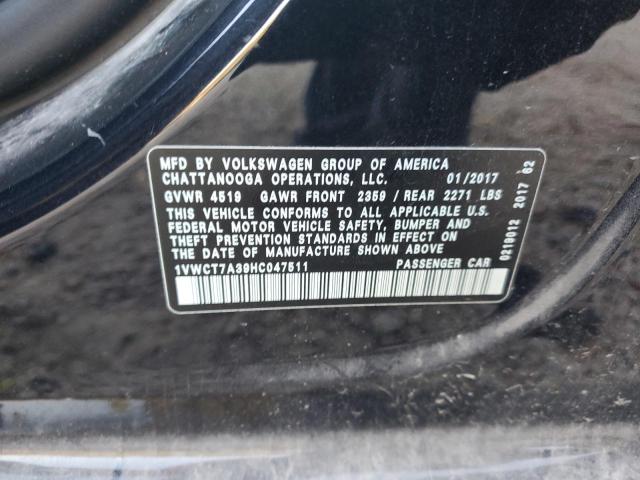 MFD BY VOLKSWAGEN GROUP OF AMERICA
CHATTANOOGA OPERATIONS, LLC. 01/2017
GVWR 4519 GAWR FRONT 2359 / REAR 2271 LBS
THIS VEHICLE CONFORMS TO ALL APPLICABLE U.S.
FEDERAL MOTOR VEHICLE SAFETY, BUMPER AND
THEFT PREVENTION STANDARDS IN EFFECT ON
THE DATE OF MANUFACTURE SHOWN ABOVE
1VWCT7A39HC047511 PASSENGER CAR
0219012 2017 62